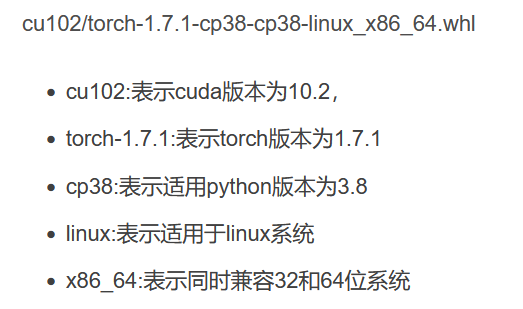 cu102/torch-1.7.1-cp38-cp38-linux_x86_64.whl
• cu102:表示cuda版本为10.2，
• torch-1.7.1:表示torch版本为1.7.1
• cp38:表示适用python版本为3.8
• linux:表示适用于linux系统
• x86_64:表示同时兼容32和64位系统